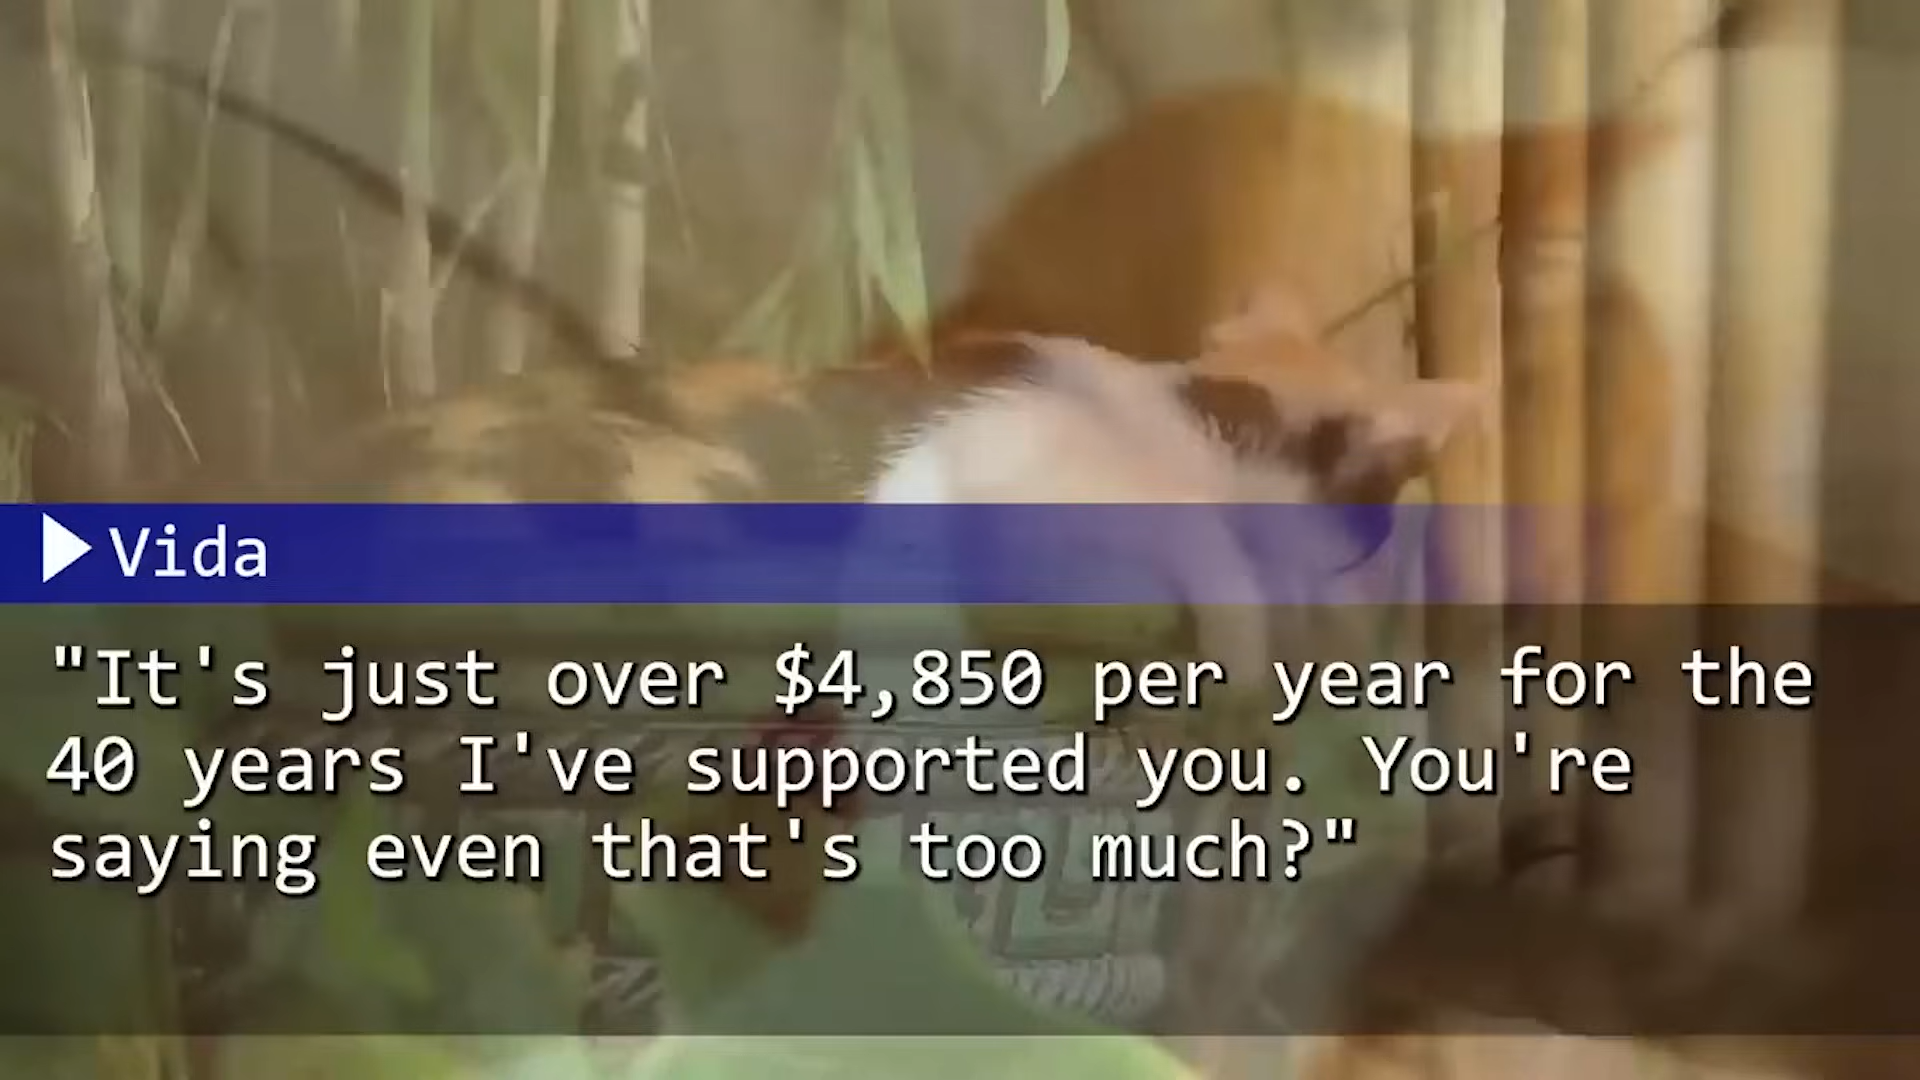 Vida
"It's just over $4,850 per year for the
40 years I've supported you. You're
saying even that's too much?"